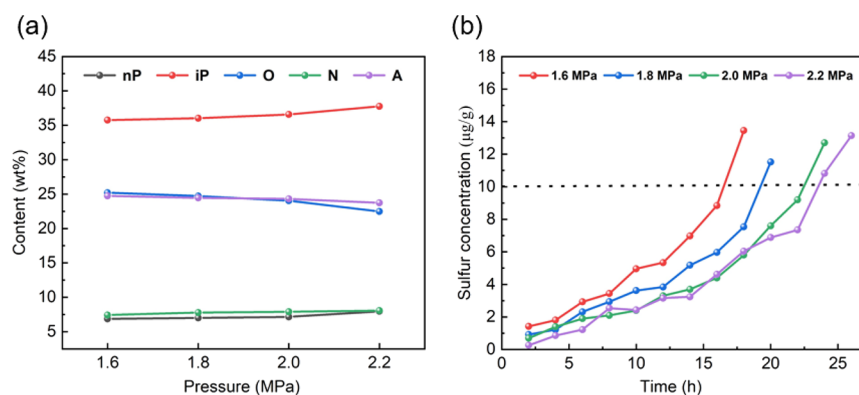 (a)
nP iP O N A
45
40
35
30
25
20
15
10
5
Content (wt%)
1.6 1.8 2.0 2.2
Pressure (MPa)
(b)
1.6 MPa 1.8 MPa 2.0 MPa 2.2 MPa
18
16
14
12
10
8
6
4
2
0
Sulfur concentration (μg/g)
0 5 10 15 20 25
Time (h)